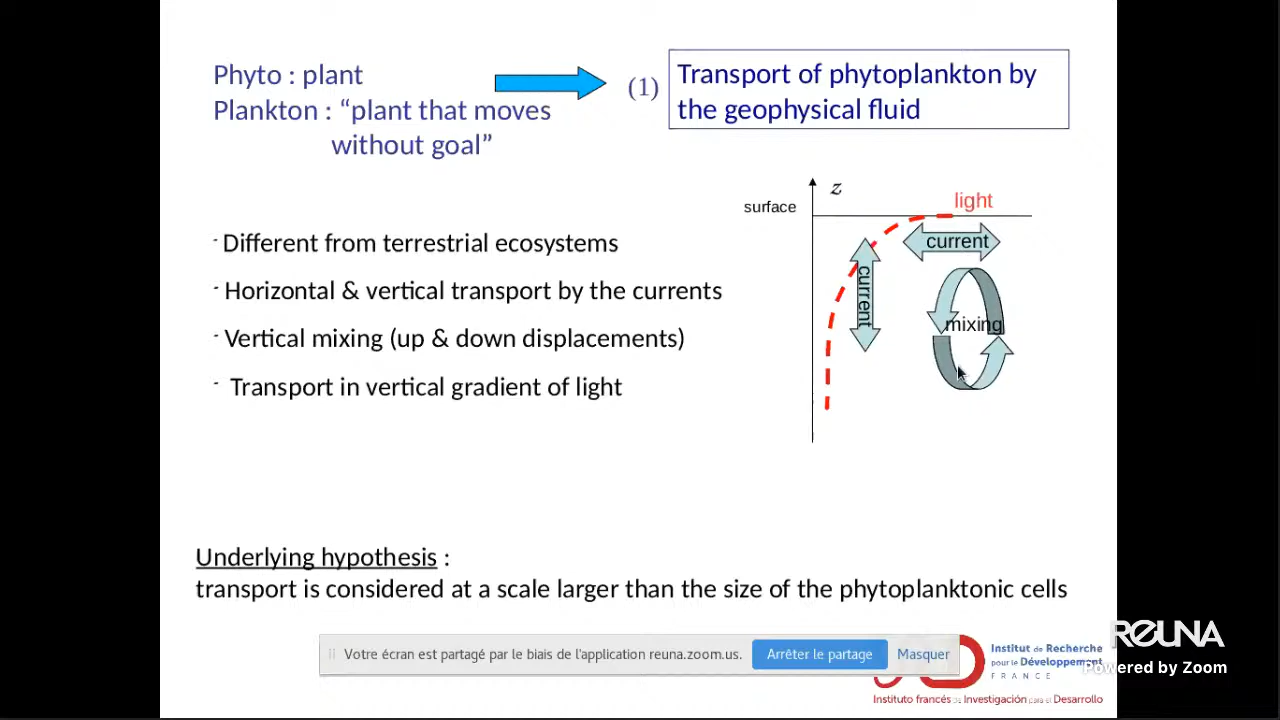 Phyto : plant
Plankton : “plant that moves
without goal”
(1)
Transport of phytoplankton by
the geophysical fluid
- Different from terrestrial ecosystems
- Horizontal & vertical transport by the currents
- Vertical mixing (up & down displacements)
- Transport in vertical gradient of light
z
surface
light
current
current
mixing
Underlying hypothesis :
transport is considered at a scale larger than the size of the phytoplanktonic cells
Votre écran est partagé par le biais de l'application reuna.zoom.us.
Arrêter le partage
Masquer
Institut de Recherche
pour le Développement
FRANCE
Instituto francés de Investigación para el Desarrollo
REUNA
Powered by Zoom